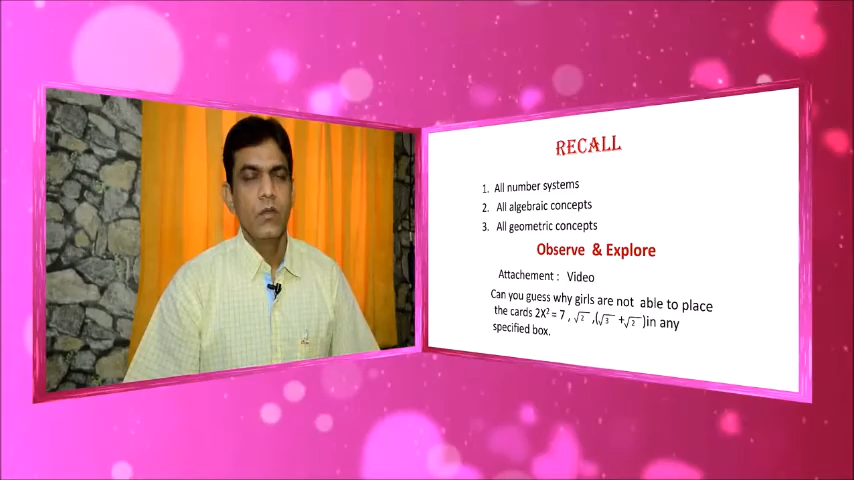 RECALL
1. All number systems
2. All algebraic concepts
3. All geometric concepts
Observe & Explore
Attachement : Video
Can you guess why girls are not able to place
the cards 2X² = 7 , √2 ,(√3 +√2 )in any
specified box.